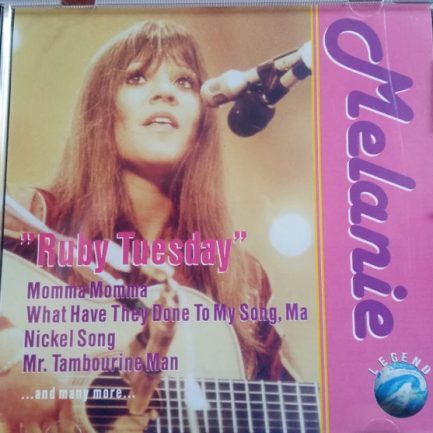 Melanie
"Ruby Tuesday"
Momma Momma
What Have They Done To My Song, Ma
Nickel Song
Mr. Tambourine Man
...and many more...
LEGEND